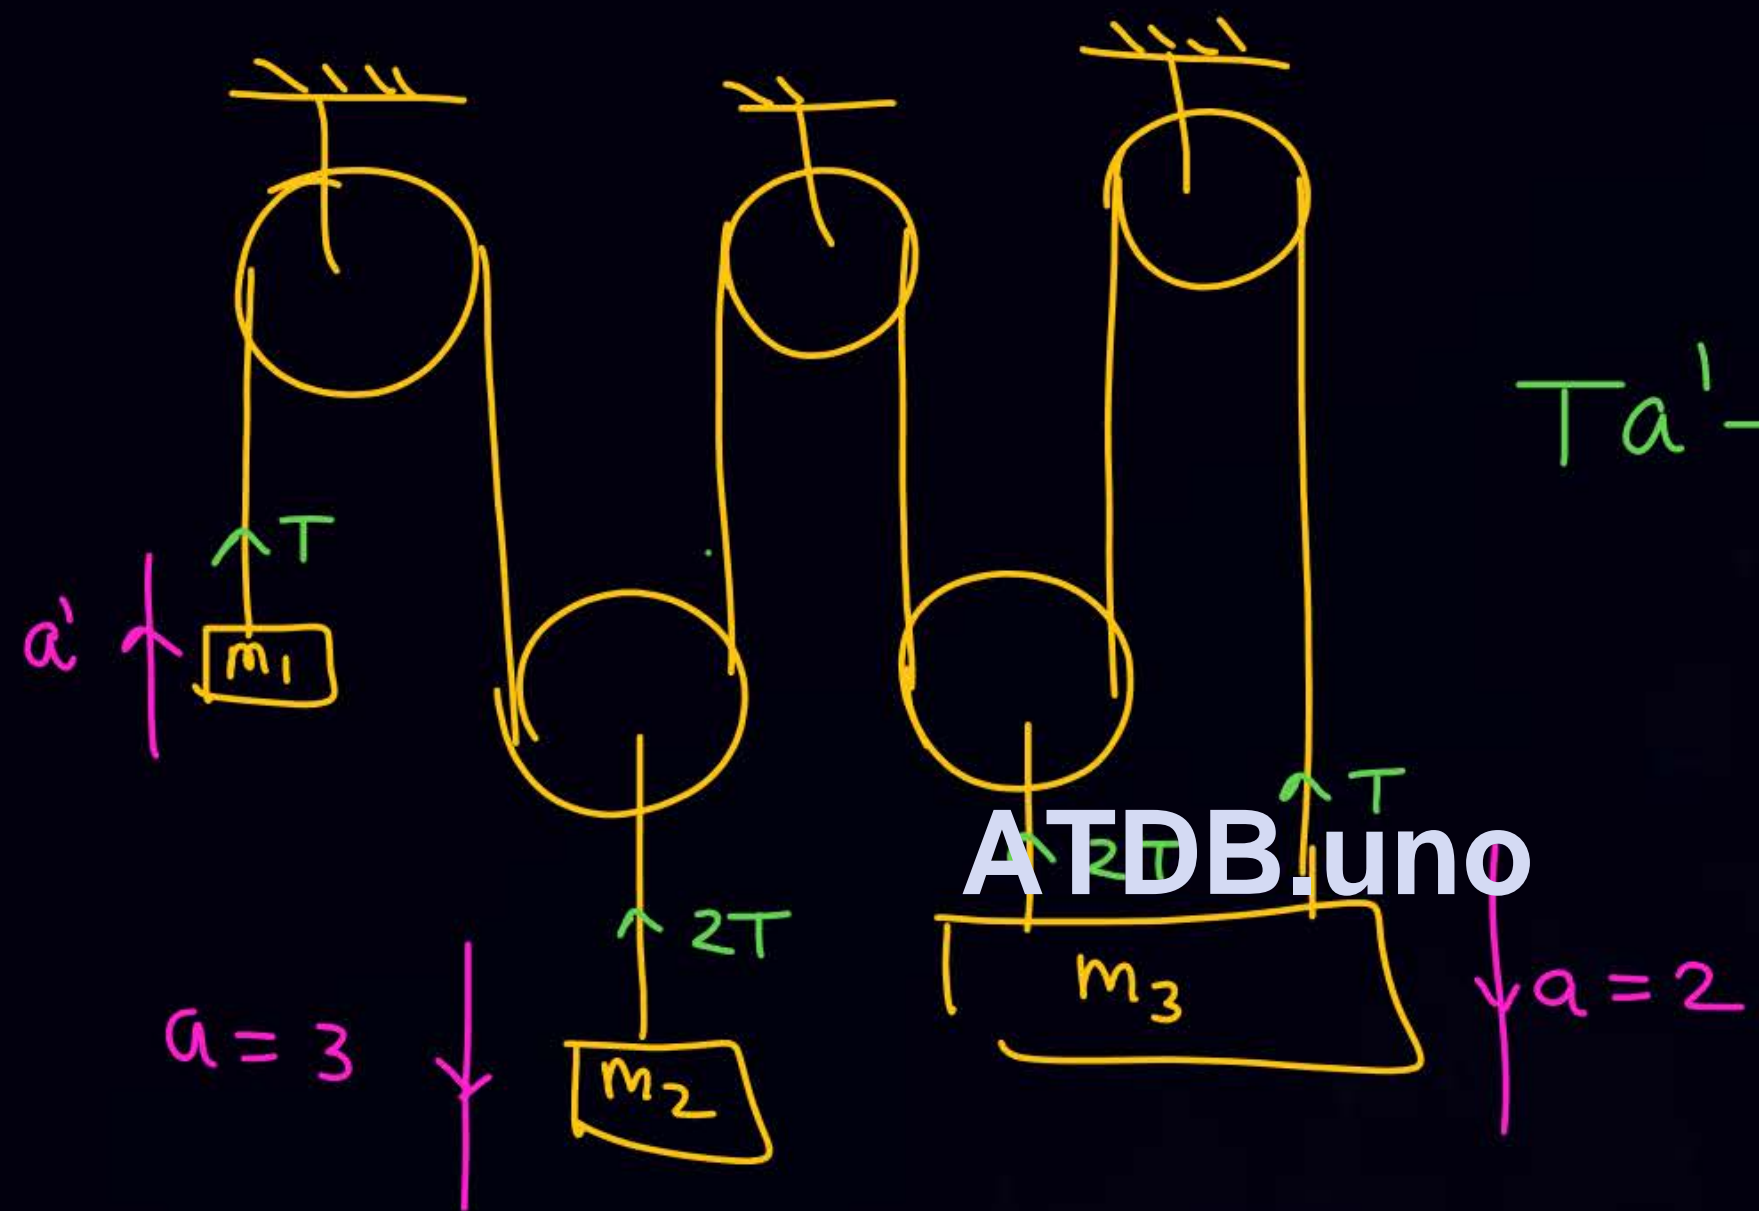 Ta'-
T
a'
m1
T
ATDB.uno
2T
2T
m3
a = 2
a = 3
m2